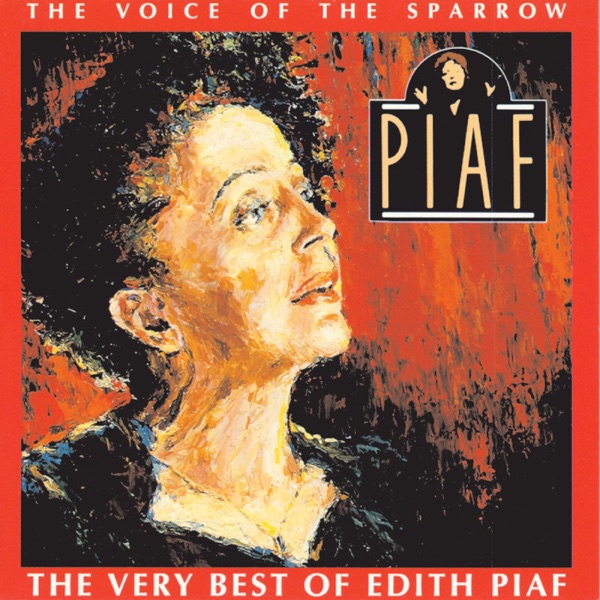 THE VOICE OF THE SPARROW
PIAF
THE VERY BEST OF EDITH PIAF